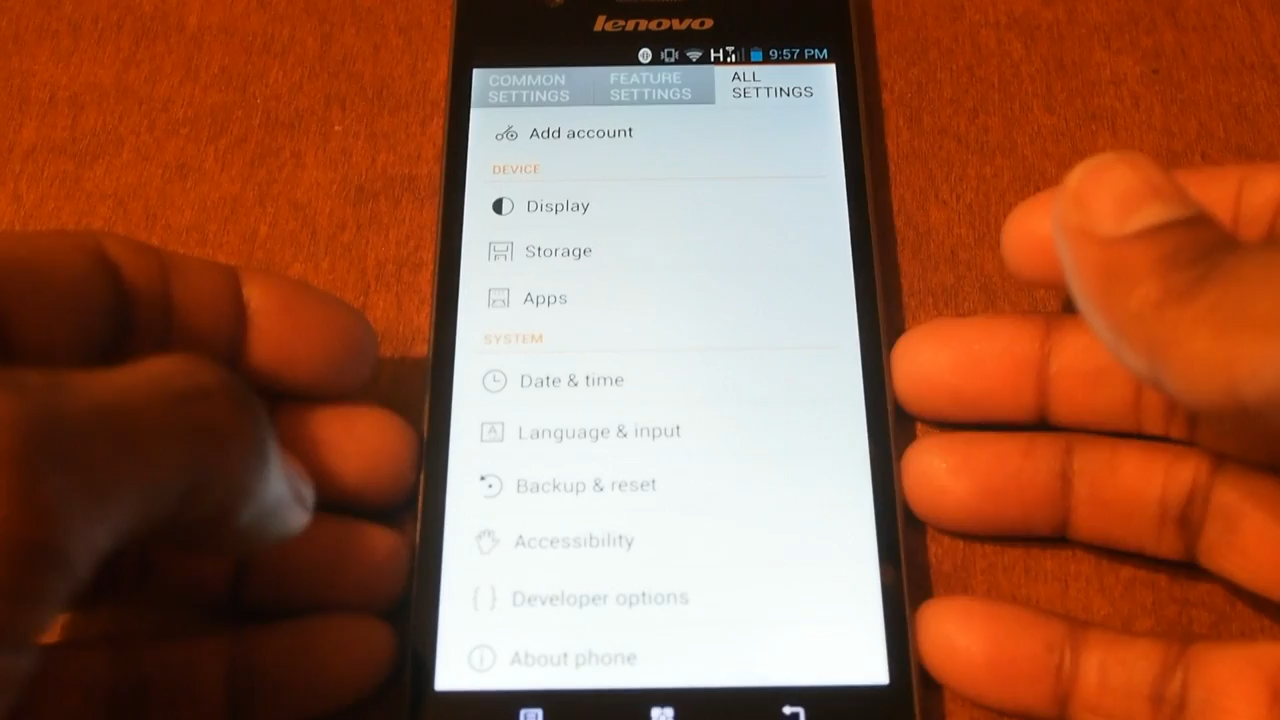 lenovo
H 9:57 PM
COMMON SETTINGS
FEATURE SETTINGS
ALL SETTINGS
Add account
DEVICE
Display
Storage
Apps
SYSTEM
Date & time
Language & input
Backup & reset
Accessibility
{ } Developer options
About phone